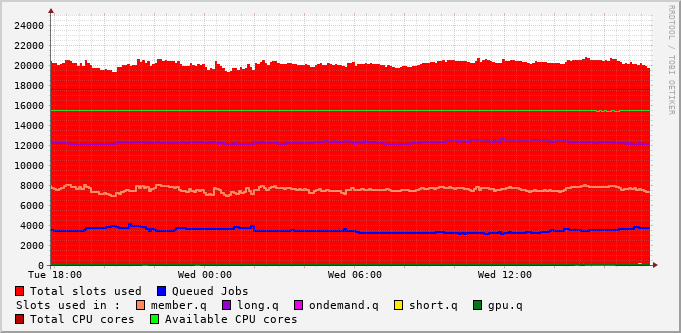 RRDTOOL / TOBI OETIKER
24000
22000
20000
18000
16000
14000
12000
10000
8000
6000
4000
2000
0
Tue 18:00 Wed 00:00 Wed 06:00 Wed 12:00
Total slots used Queued Jobs
Slots used in : member.q long.q ondemand.q short.q gpu.q
Total CPU cores Available CPU cores